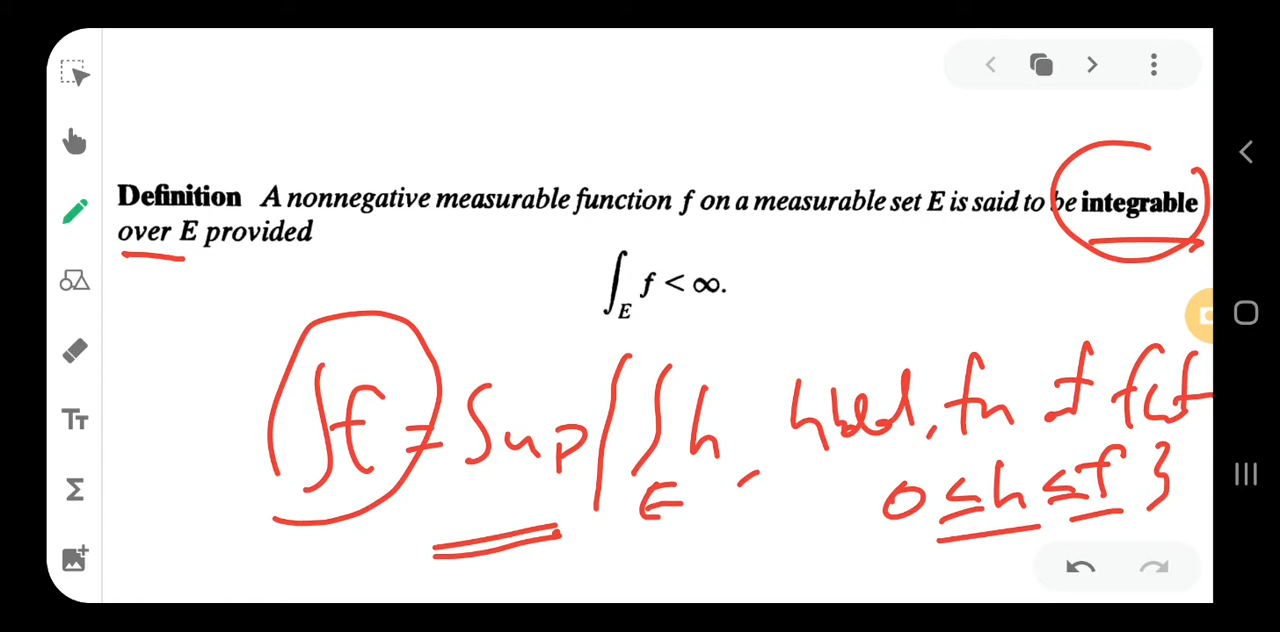 Definition A nonnegative measurable function f on a measurable set E is said to be integrable
over E provided
∫_E f < ∞.
∫f = Sup { ∫_E h, h bdd, fn of
0 ≤ h ≤ f }